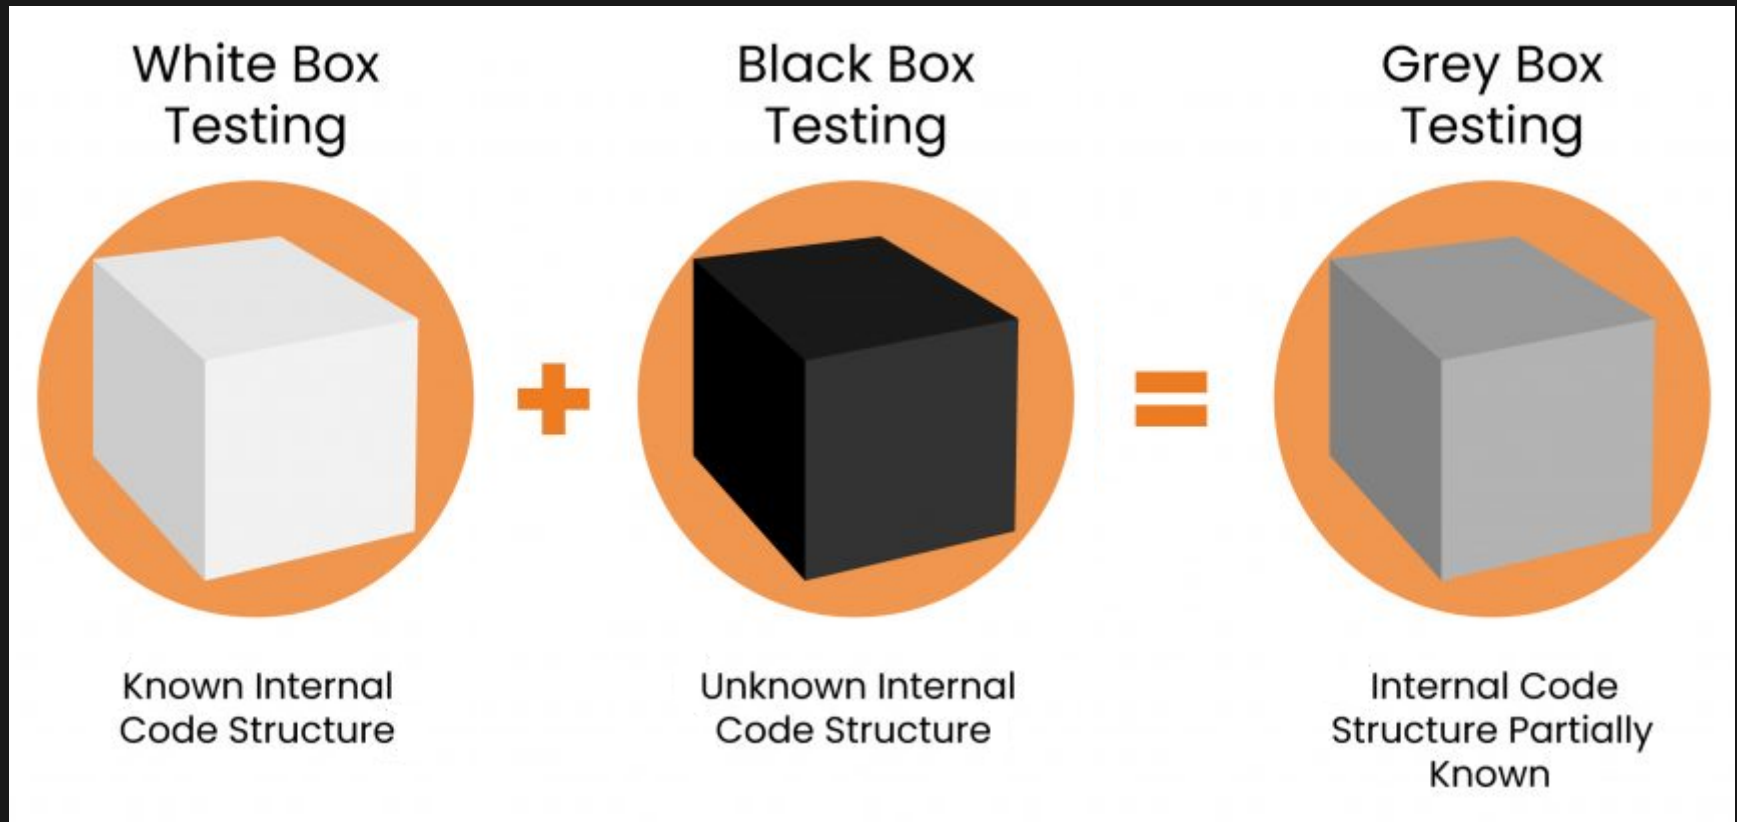 White Box
Testing
Black Box
Testing
Grey Box
Testing
Known Internal
Code Structure
Unknown Internal
Code Structure
Internal Code
Structure Partially
Known